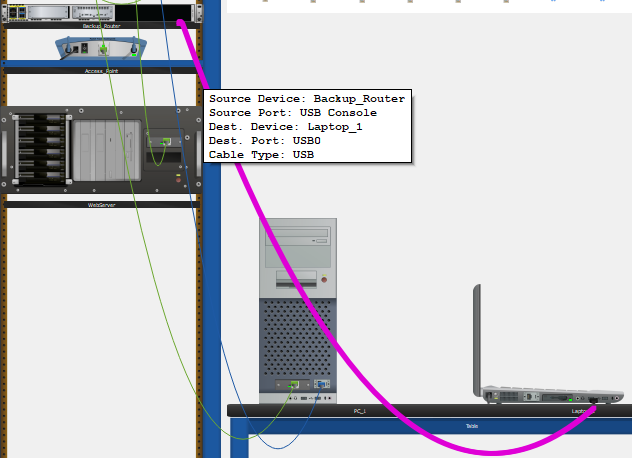 Backup_Router
Access_Point
Source Device: Backup_Router
Source Port: USB Console
Dest. Device: Laptop_1
Dest. Port: USB0
Cable Type: USB
WebServer
PC_1
Table